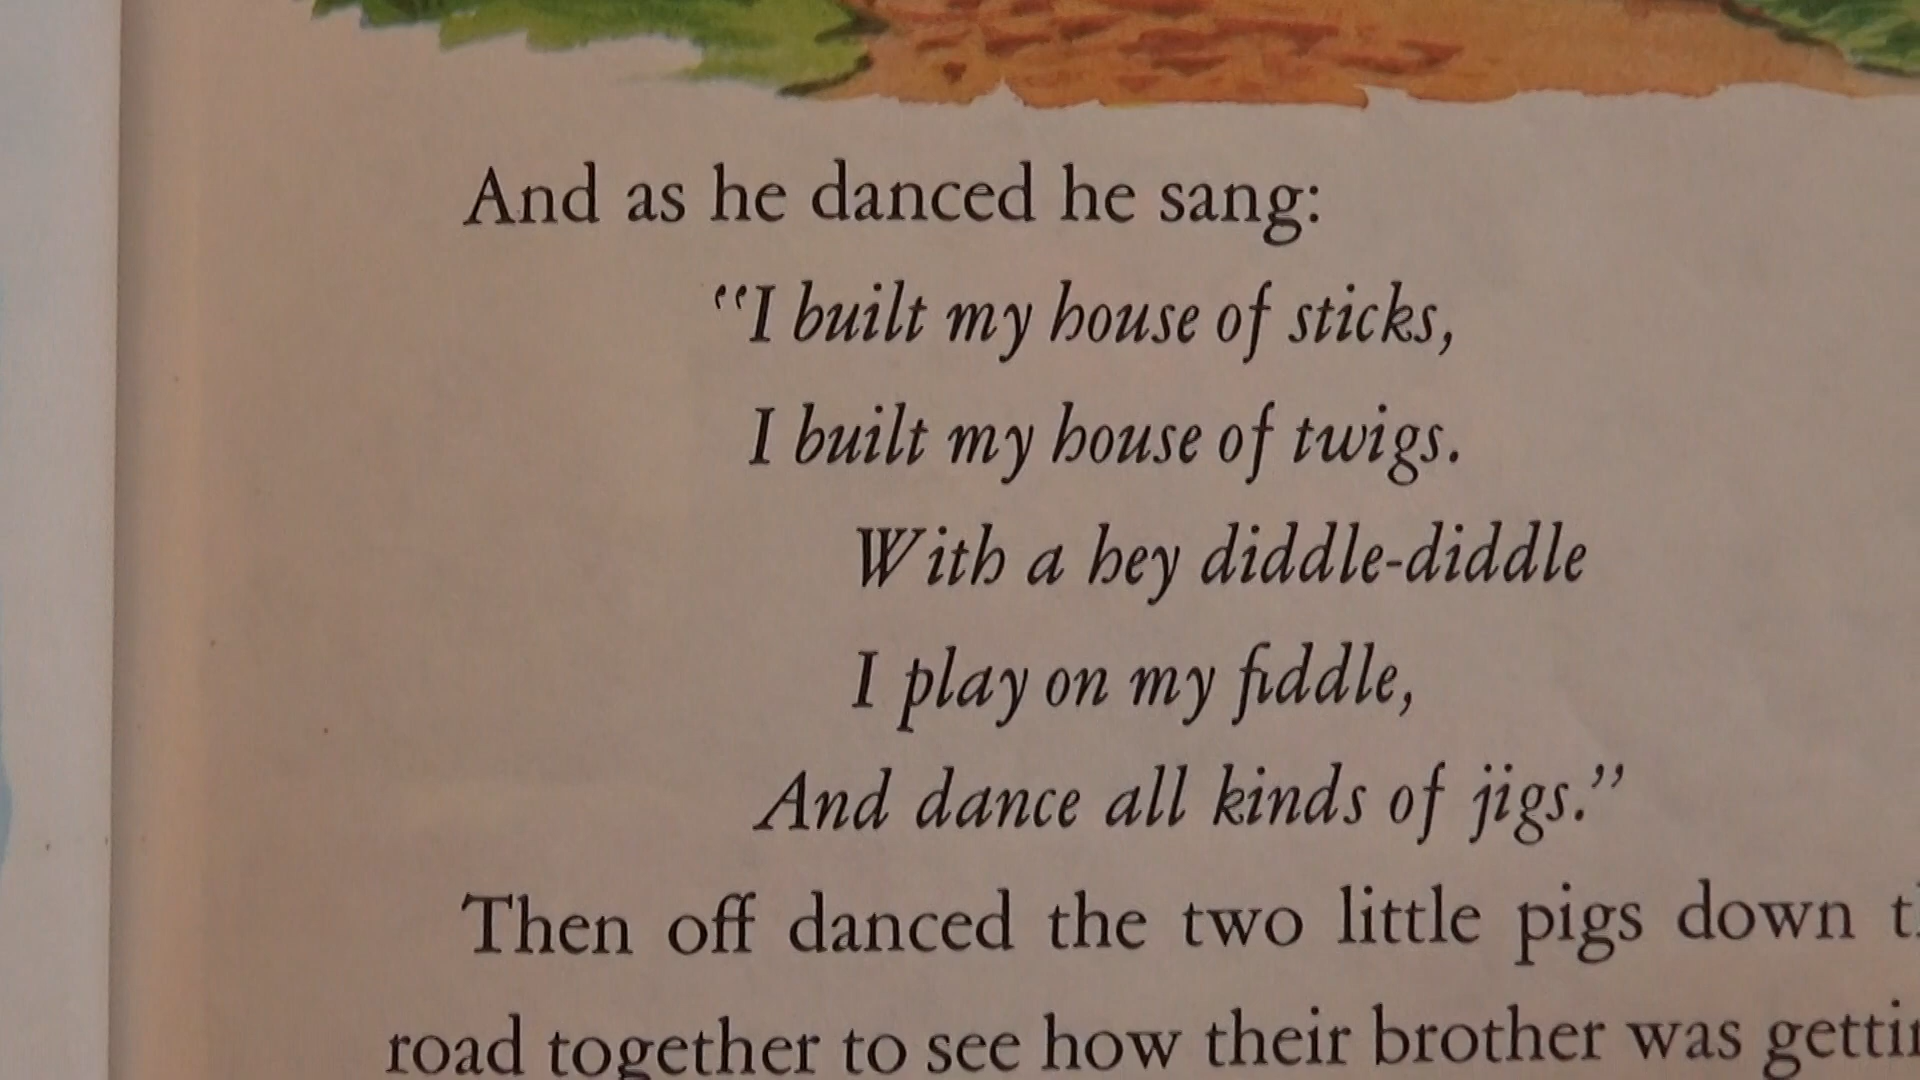 And as he danced he sang:
“I built my house of sticks,
I built my house of twigs.
With a hey diddle-diddle
I play on my fiddle,
And dance all kinds of jigs.”
Then off danced the two little pigs down
road together to see how their brother was